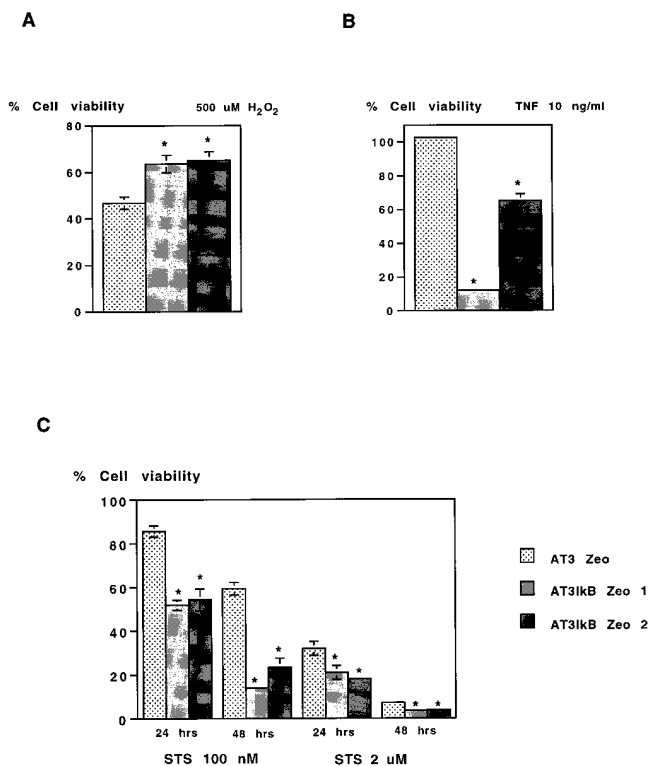 A
B
% Cell viability 500 uM H₂O₂
80
60
40
20
0
* *
% Cell viability TNF 10 ng/ml
100
80
60
40
20
0
* *
C
% Cell viability
100
80
60
40
20
0
* * * * * * * *
24 hrs 48 hrs 24 hrs 48 hrs
STS 100 nM STS 2 uM
AT3 Zeo
AT3IkB Zeo 1
AT3IkB Zeo 2